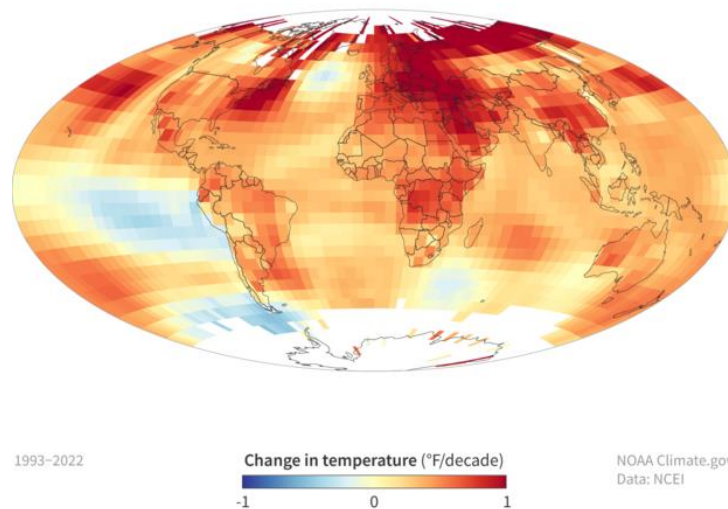 1993–2022
Change in temperature (°F/decade)
-1 0 1
NOAA Climate.gov
Data: NCEI